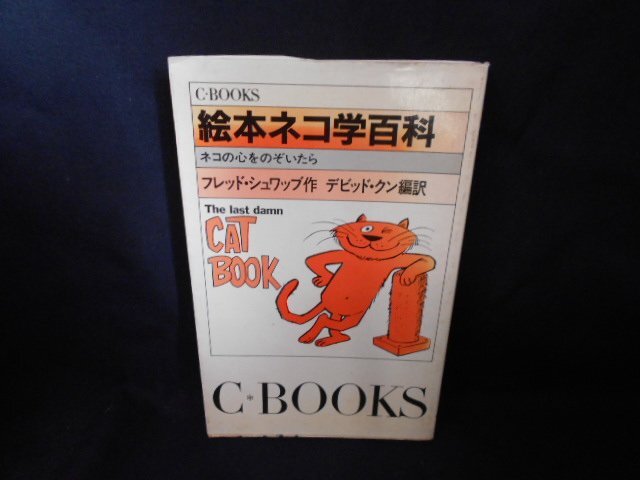 C・BOOKS
絵本ネコ学百科
ネコの心をのぞいたら
フレッド・シュワップ作 デビッド・クン編訳
The last damn
CAT
BOOK
C*BOOKS